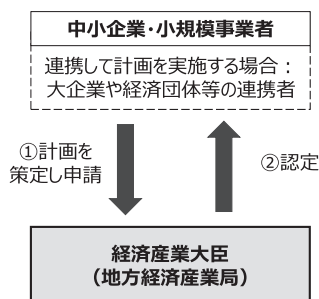 中小企業・小規模事業者
連携して計画を実施する場合：
大企業や経済団体等の連携者
①計画を
策定し申請
②認定
経済産業大臣
（地方経済産業局）